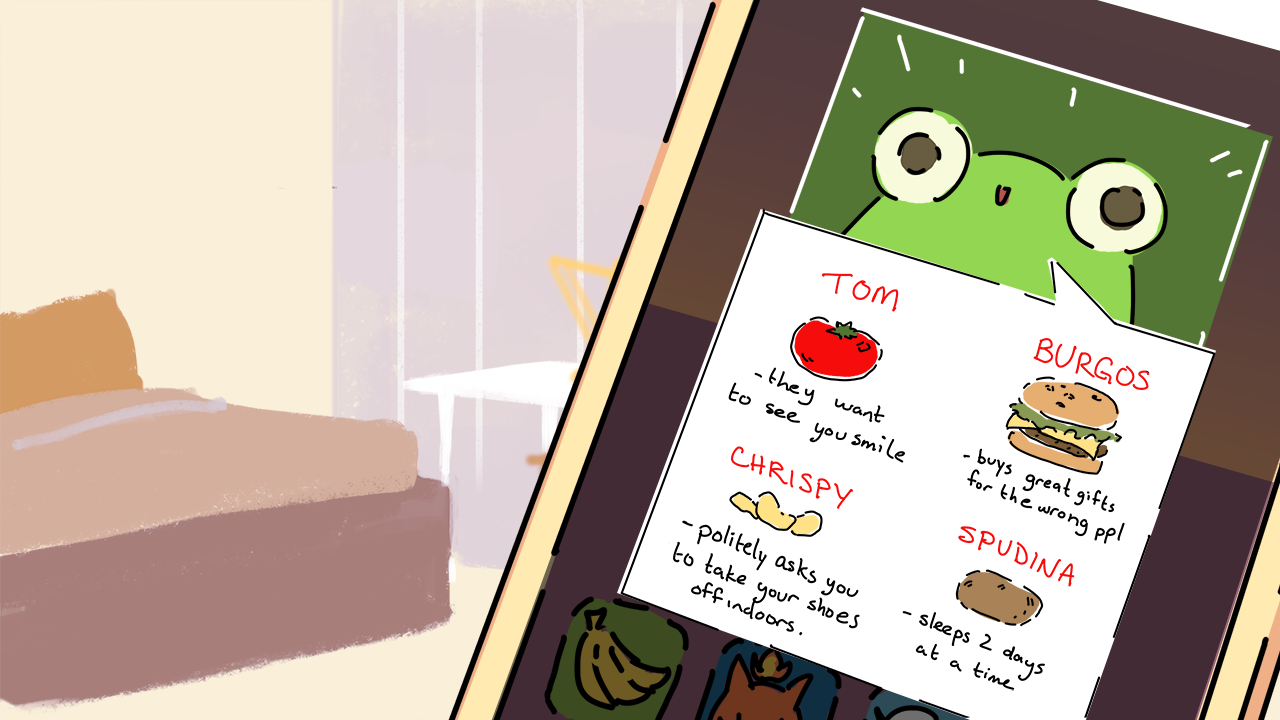 TOM
-they want
to see you smile
BURGOS
-buys great gifts
for the wrong ppl
CHRISPY
-politely asks you
to take your shoes
off indoors.
SPUDINA
-sleeps 2 days
at a time